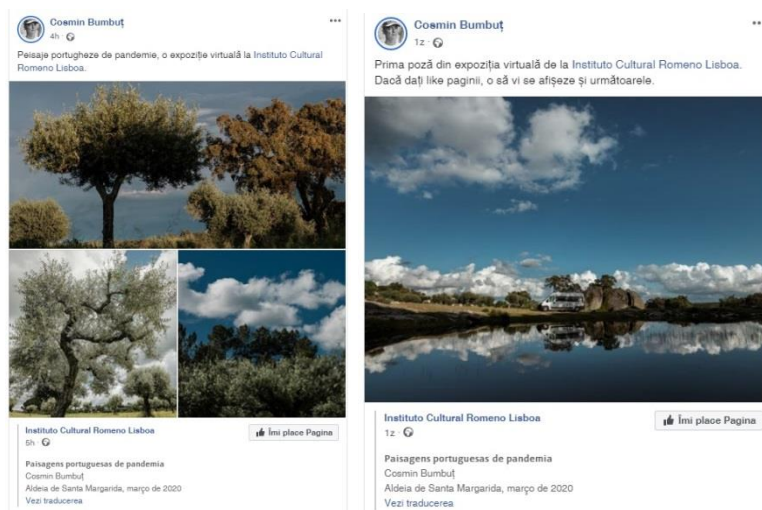 Cosmin Bumbuț
4h
Peisaje portugheze de pandemie, o expoziție virtuală la Instituto Cultural
Romeno Lisboa.
Instituto Cultural Romeno Lisboa
5h
Îmi place Pagina
Paisagens portuguesas de pandemia
Cosmin Bumbuț
Aldeia de Santa Margarida, março de 2020
Vezi traducerea
Cosmin Bumbuț
1z
Prima poză din expoziția virtuală de la Instituto Cultural Romeno Lisboa.
Dacă dați like paginii, o să vi se afișeze și următoarele.
Instituto Cultural Romeno Lisboa
1z
Îmi place Pagina
Paisagens portuguesas de pandemia
Cosmin Bumbuț
Aldeia de Santa Margarida, março de 2020
Vezi traducerea